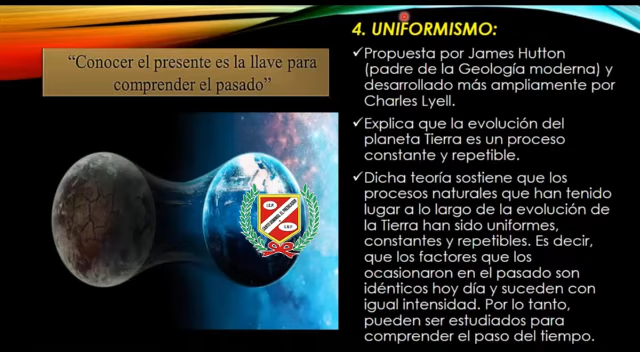 4. UNIFORMISMO:
“Conocer el presente es la llave para
comprender el pasado”
✓Propuesta por James Hutton
(padre de la Geología moderna) y
desarrollado más ampliamente por
Charles Lyell.
✓Explica que la evolución del
planeta Tierra es un proceso
constante y repetible.
✓Dicha teoría sostiene que los
procesos naturales que han tenido
lugar a lo largo de la evolución de
la Tierra han sido uniformes,
constantes y repetibles. Es decir,
que los factores que los
ocasionaron en el pasado son
idénticos hoy día y suceden con
igual intensidad. Por lo tanto,
pueden ser estudiados para
comprender el paso del tiempo.